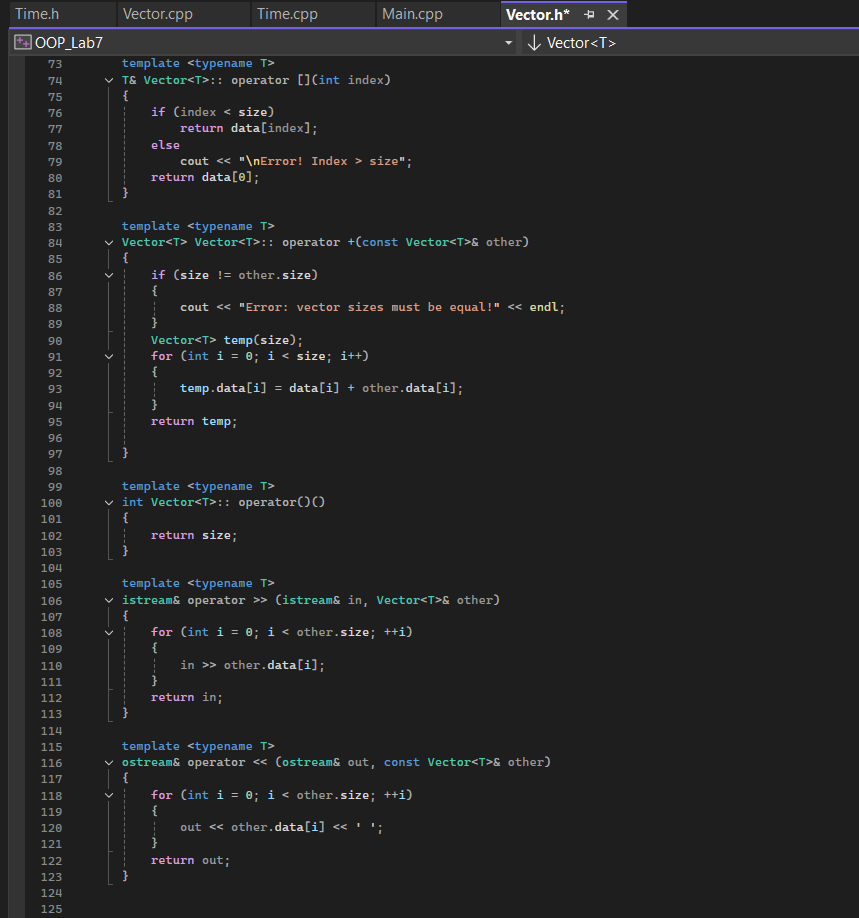 Time.h Vector.cpp Time.cpp Main.cpp Vector.h*
OOP_Lab7 Vector<T>
73 template <typename T>
74 T& Vector<T>:: operator [](int index)
75 {
76 if (index < size)
77 return data[index];
78 else
79 cout << "\nError! Index > size";
80 return data[0];
81 }
82
83 template <typename T>
84 Vector<T> Vector<T>:: operator +(const Vector<T>& other)
85 {
86 if (size != other.size)
87 {
88 cout << "Error: vector sizes must be equal!" << endl;
89 }
90 Vector<T> temp(size);
91 for (int i = 0; i < size; i++)
92 {
93 temp.data[i] = data[i] + other.data[i];
94 }
95 return temp;
96
97 }
98
99 template <typename T>
100 int Vector<T>:: operator()()
101 {
102 return size;
103 }
104
105 template <typename T>
106 istream& operator >> (istream& in, Vector<T>& other)
107 {
108 for (int i = 0; i < other.size; ++i)
109 {
110 in >> other.data[i];
111 }
112 return in;
113 }
114
115 template <typename T>
116 ostream& operator << (ostream& out, const Vector<T>& other)
117 {
118 for (int i = 0; i < other.size; ++i)
119 {
120 out << other.data[i] << ' ';
121 }
122 return out;
123 }
124
125